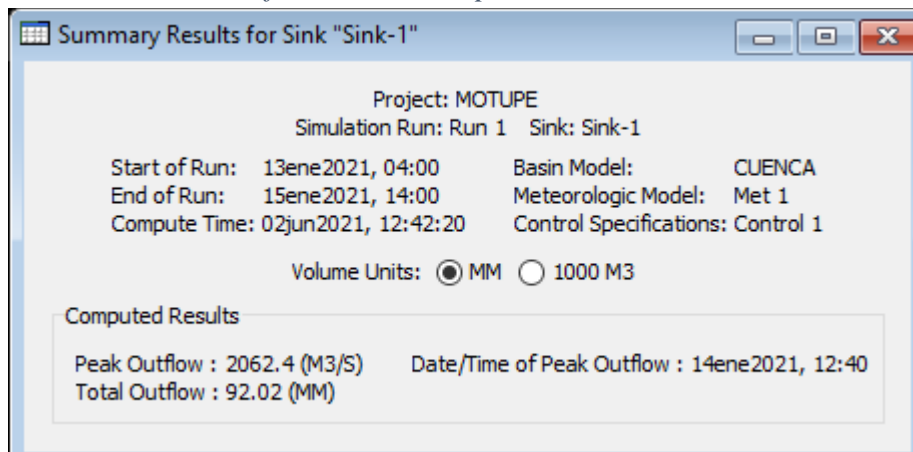 Summary Results for Sink "Sink-1"
Project: MOTUPE
Simulation Run: Run 1 Sink: Sink-1
Start of Run: 13ene2021, 04:00 Basin Model: CUENCA
End of Run: 15ene2021, 14:00 Meteorologic Model: Met 1
Compute Time: 02jun2021, 12:42:20 Control Specifications: Control 1
Volume Units: MM 1000 M3
Computed Results
Peak Outflow : 2062.4 (M3/S) Date/Time of Peak Outflow : 14ene2021, 12:40
Total Outflow : 92.02 (MM)